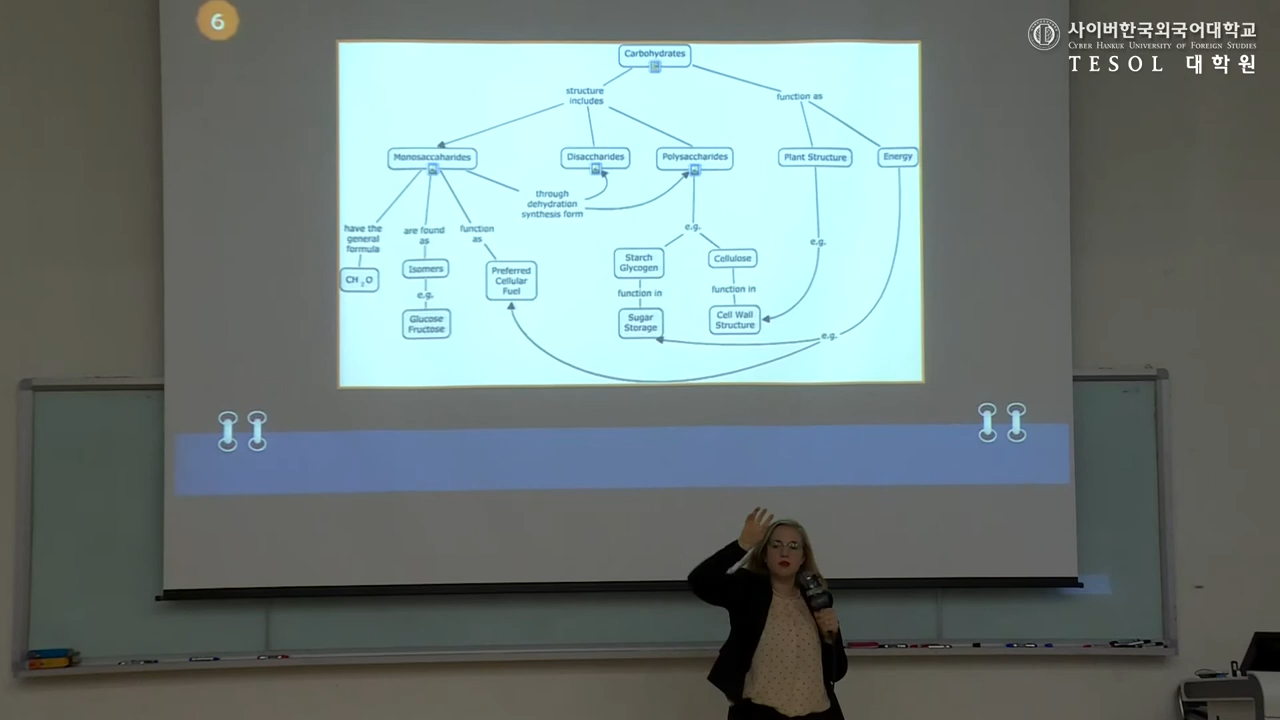 6
사이버한국외국어대학교
CYBER HANKUK UNIVERSITY OF FOREIGN STUDIES
TESOL 대학원
Carbohydrates
structure
includes
function as
Monosaccaharides
Disaccharides
Polysaccharides
Plant Structure
Energy
through
dehydration
synthesis form
have the
general
formula
are found
as
function
as
e.g.
e.g.
CH 2O
Isomers
Preferred
Cellular
Fuel
Starch
Glycogen
Cellulose
e.g.
function in
function in
Glucose
Fructose
Sugar
Storage
Cell Wall
Structure
e.g.